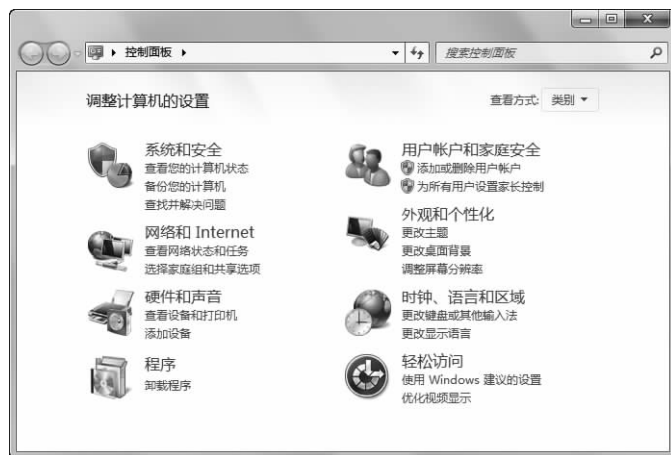 控制面板
搜索控制面板
调整计算机的设置
查看方式: 类别
系统和安全
查看您的计算机状态
备份您的计算机
查找并解决问题
网络和 Internet
查看网络状态和任务
选择家庭组和共享选项
硬件和声音
查看设备和打印机
添加设备
程序
卸载程序
用户帐户和家庭安全
添加或删除用户帐户
为所有用户设置家长控制
外观和个性化
更改主题
更改桌面背景
调整屏幕分辨率
时钟、语言和区域
更改键盘或其他输入法
更改显示语言
轻松访问
使用 Windows 建议的设置
优化视频显示